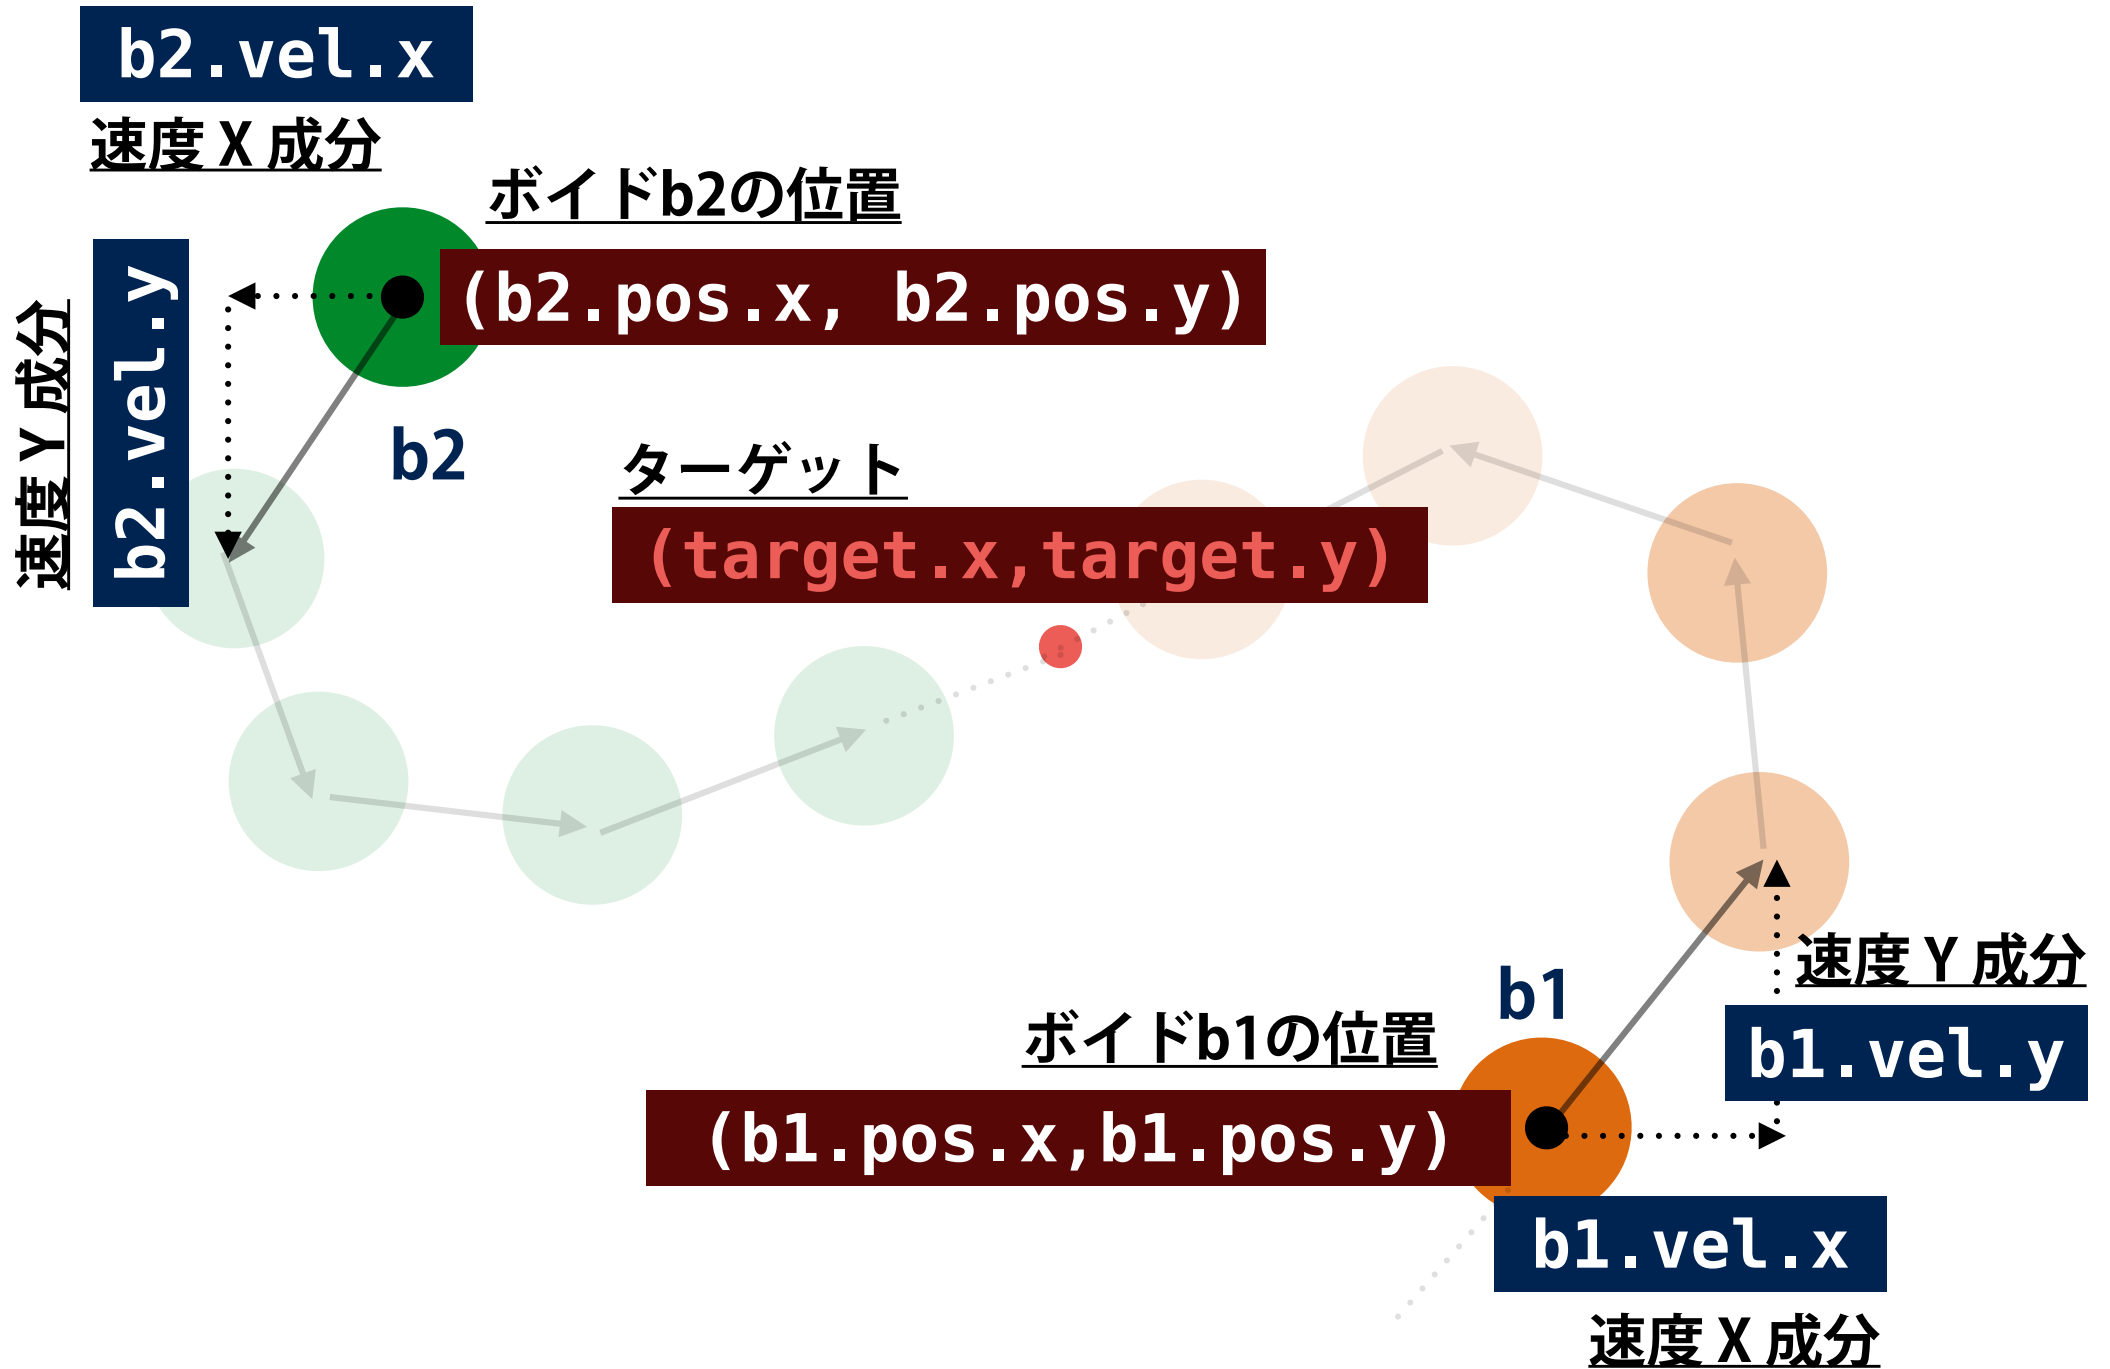 b2.vel.x
速度 X 成分
ボイドb2の位置
(b2.pos.x, b2.pos.y)
速度 Y 成分
b2.vel.y
b2
ターゲット
(target.x,target.y)
速度 Y 成分
b1
b1.vel.y
ボイドb1の位置
(b1.pos.x,b1.pos.y)
b1.vel.x
速度 X 成分